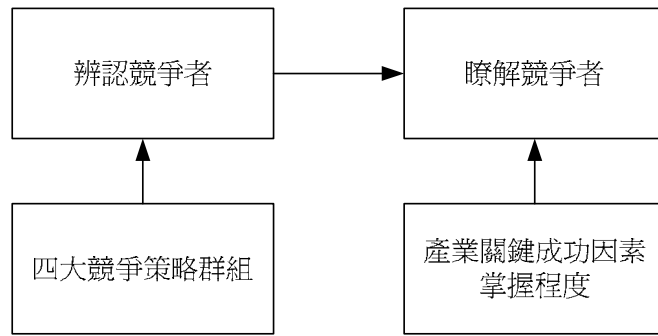 辨認競爭者
瞭解競爭者
四大競爭策略群組
產業關鍵成功因素
掌握程度